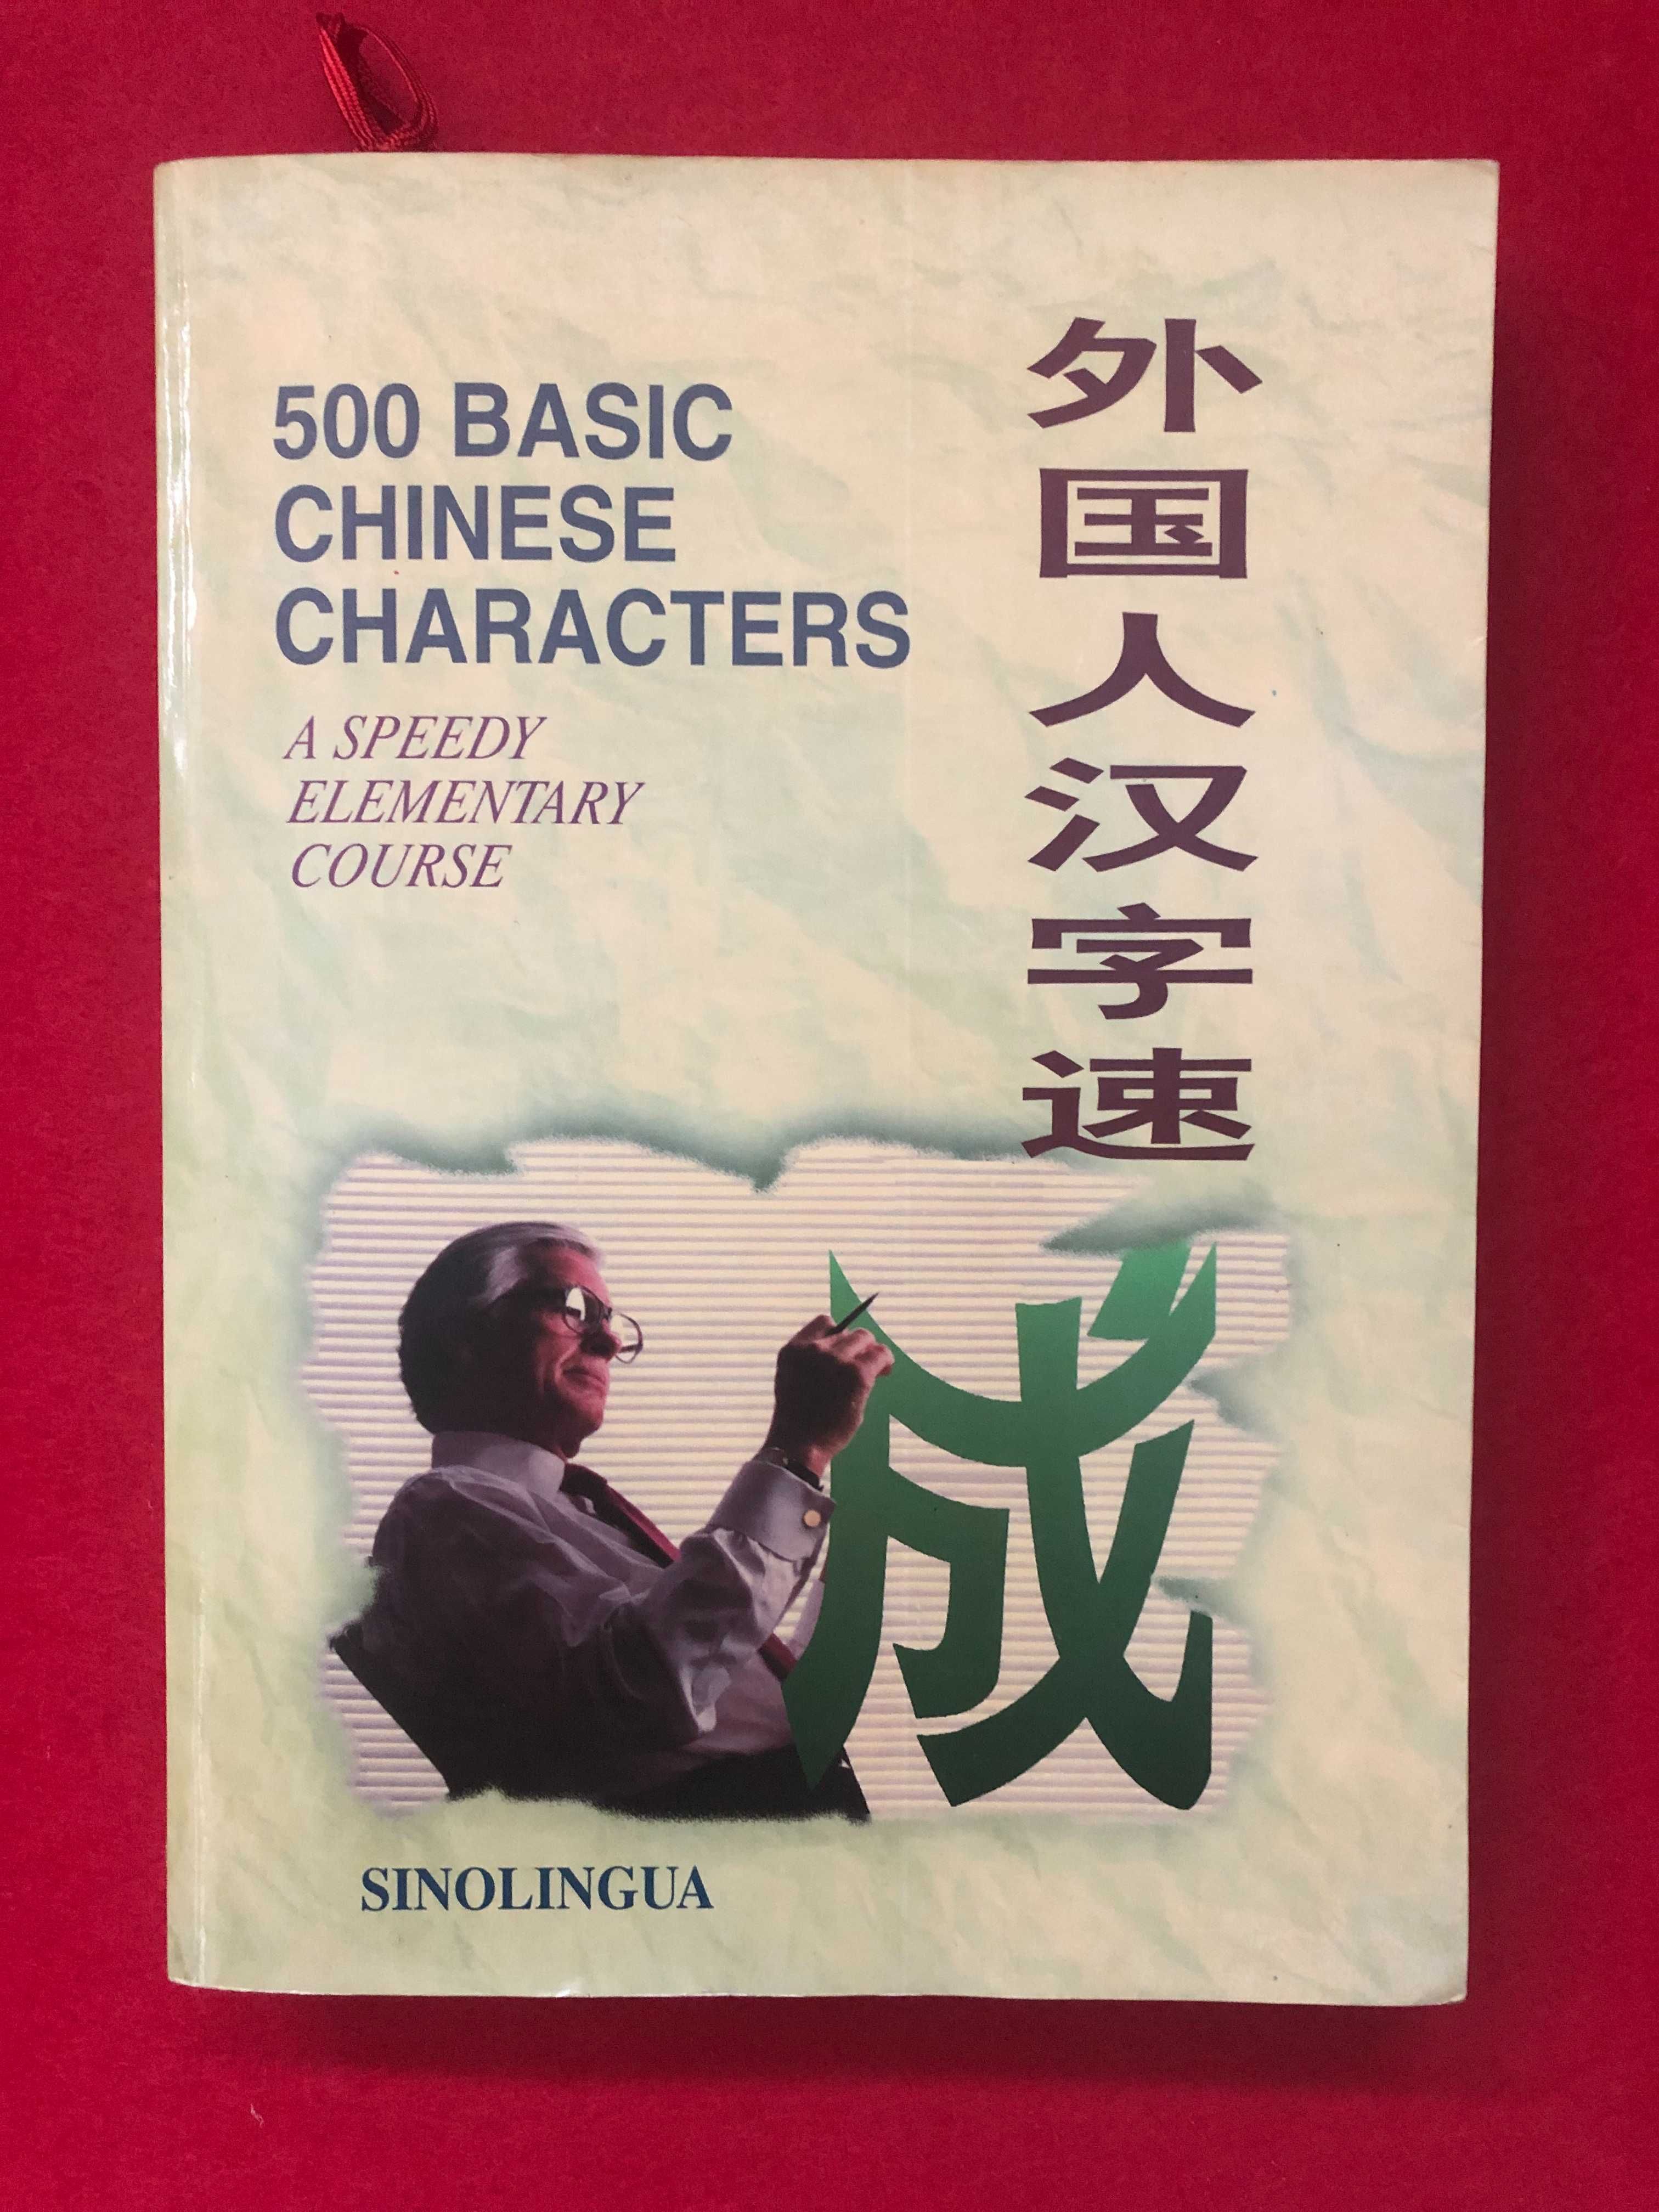 500 BASIC
CHINESE
CHARACTERS
A SPEEDY
ELEMENTARY
COURSE
外国人汉字速成
SINOLINGUA